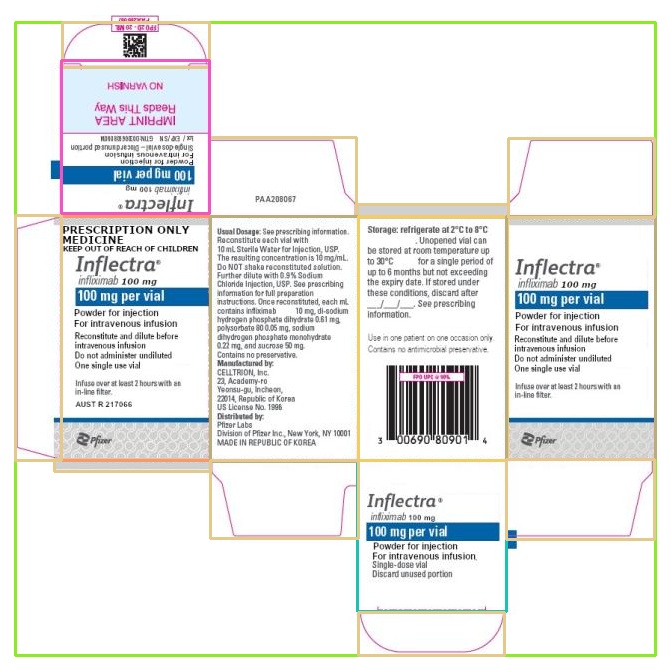 FPO - 2D 20 MIL
NO VARNISH
IMPRINT AREA
Reads This Way
Lot / EXP / SN
Single dose vial – Discard unused portion
For intravenous infusion
Powder for injection
100 mg per vial
infliximab 100 mg
Inflectra®
PAA208067
PRESCRIPTION ONLY
MEDICINE
KEEP OUT OF REACH OF CHILDREN
Inflectra®
infliximab 100 mg
100 mg per vial
Powder for injection
For intravenous infusion
Reconstitute and dilute before
intravenous infusion
Do not administer undiluted
One single use vial
Infuse over at least 2 hours with an
in-line filter.
AUST R 217066
Pfizer
Usual Dosage: See prescribing information.
Reconstitute each vial with
10 mL Sterile Water for Injection, USP.
The resulting concentration is 10 mg/mL.
Do NOT shake reconstituted solution.
Further dilute with 0.9% Sodium
Chloride Injection, USP. See prescribing
information for full preparation
instructions. Once reconstituted, each mL
contains infliximab 10 mg, di-sodium
hydrogen phosphate dihydrate 0.61 mg,
polysorbate 80 0.05 mg, sodium
dihydrogen phosphate monohydrate
0.22 mg, and sucrose 50 mg.
Contains no preservative.
Manufactured by:
CELLTRION, Inc.
23, Academy-ro
Yeonsu-gu, Incheon,
22014, Republic of Korea
US License No. 1996
Distributed by:
Pfizer Labs
Division of Pfizer Inc., New York, NY 10001
MADE IN REPUBLIC OF KOREA
Storage: refrigerate at 2°C to 8°C
. Unopened vial can
be stored at room temperature up
to 30°C for a single period of
up to 6 months but not exceeding
the expiry date. If stored under
these conditions, discard after
___/___/___. See prescribing
information.
Use in one patient on one occasion only.
Contains no antimicrobial preservative.
FPO UPC @ 90%
3 00690 80901 4
Inflectra®
infliximab 100 mg
100 mg per vial
Powder for injection
For intravenous infusion
Reconstitute and dilute before
intravenous infusion
Do not administer undiluted
One single use vial
Infuse over at least 2 hours with an
in-line filter.
Pfizer
Inflectra®
infliximab 100 mg
100 mg per vial
Powder for injection
For intravenous infusion.
Single-dose vial
Discard unused portion